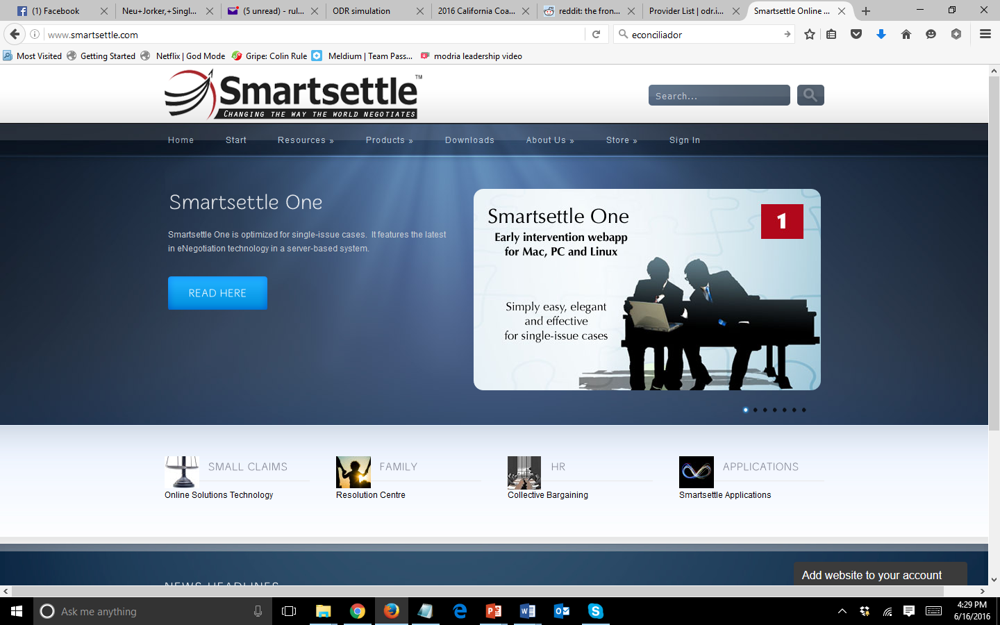 (1) Facebook
Neu+Jorker,+Singl...
(5 unread) - rul...
ODR simulation
2016 California Coa...
reddit: the fron...
Provider List | odr.i...
Smartsettle Online ...
www.smartsettle.com
econciliador
Most Visited
Getting Started
Netflix | God Mode
Gripe: Colin Rule
Meldium | Team Pass...
modria leadership video
Smartsettle™
CHANGING THE WAY THE WORLD NEGOTIATES
Search...
Home
Start
Resources »
Products »
Downloads
About Us »
Store »
Sign In
Smartsettle One
Smartsettle One is optimized for single-issue cases. It features the latest
in eNegotiation technology in a server-based system.
READ HERE
Smartsettle One
1
Early intervention webapp
for Mac, PC and Linux
Simply easy, elegant
and effective
for single-issue cases
SMALL CLAIMS
Online Solutions Technology
FAMILY
Resolution Centre
HR
Collective Bargaining
APPLICATIONS
Smartsettle Applications
NEWS HEADLINES
Add website to your account
Ask me anything
4:29 PM
6/16/2016